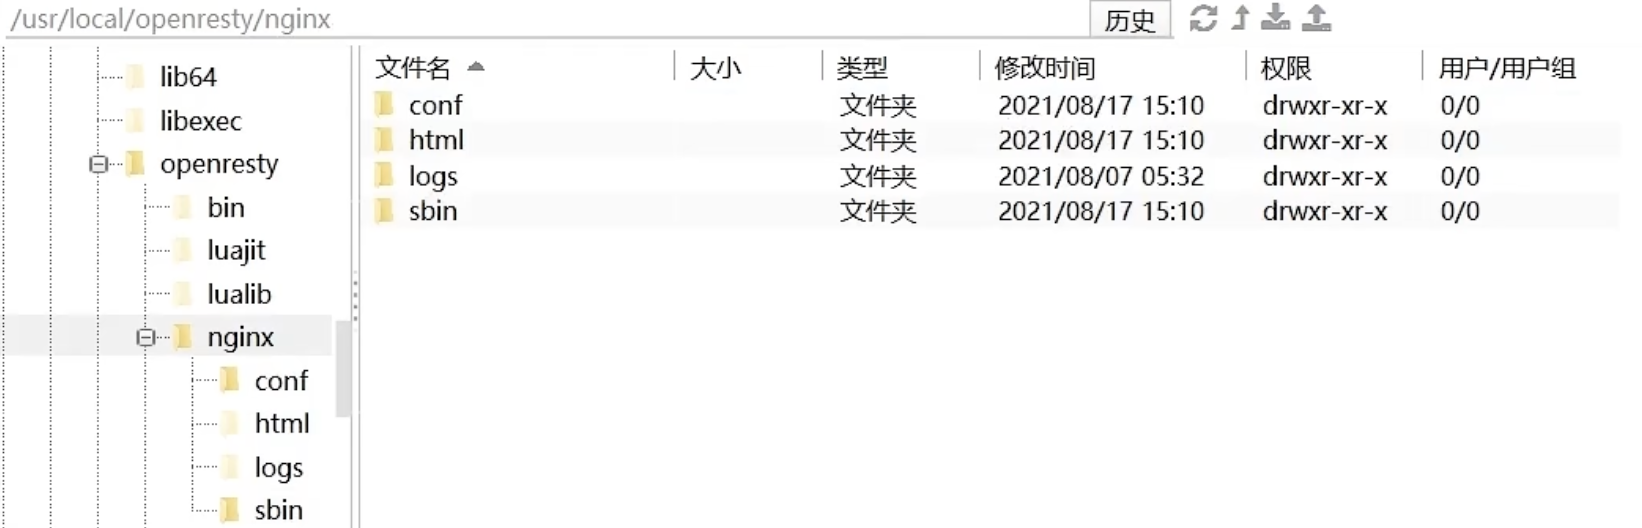 /usr/local/openresty/nginx 历史
lib64
libexec
openresty
bin
luajit
lualib
nginx
conf
html
logs
sbin
文件名 大小 类型 修改时间 权限 用户/用户组
conf 文件夹 2021/08/17 15:10 drwxr-xr-x 0/0
html 文件夹 2021/08/17 15:10 drwxr-xr-x 0/0
logs 文件夹 2021/08/07 05:32 drwxr-xr-x 0/0
sbin 文件夹 2021/08/17 15:10 drwxr-xr-x 0/0